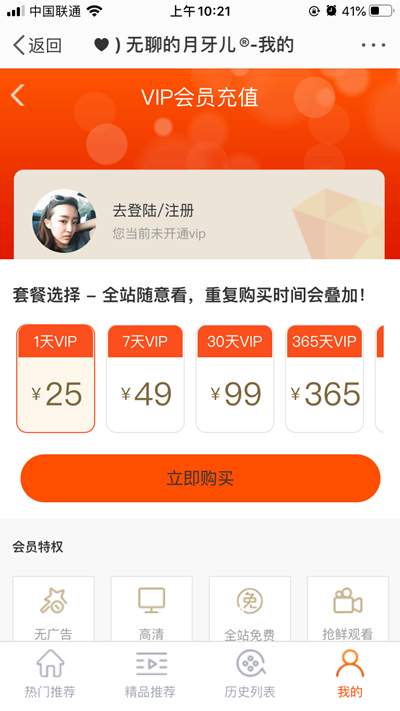 中国联通 上午10:21 41%
返回 ❤ ) 无聊的月牙儿®-我的
VIP会员充值
去登陆/注册
您当前未开通vip
套餐选择 - 全站随意看，重复购买时间会叠加！
1天VIP 7天VIP 30天VIP 365天VIP
¥25 ¥49 ¥99 ¥365
立即购买
会员特权
无广告 高清 全站免费 抢鲜观看
免
热门推荐 精品推荐 历史列表 我的